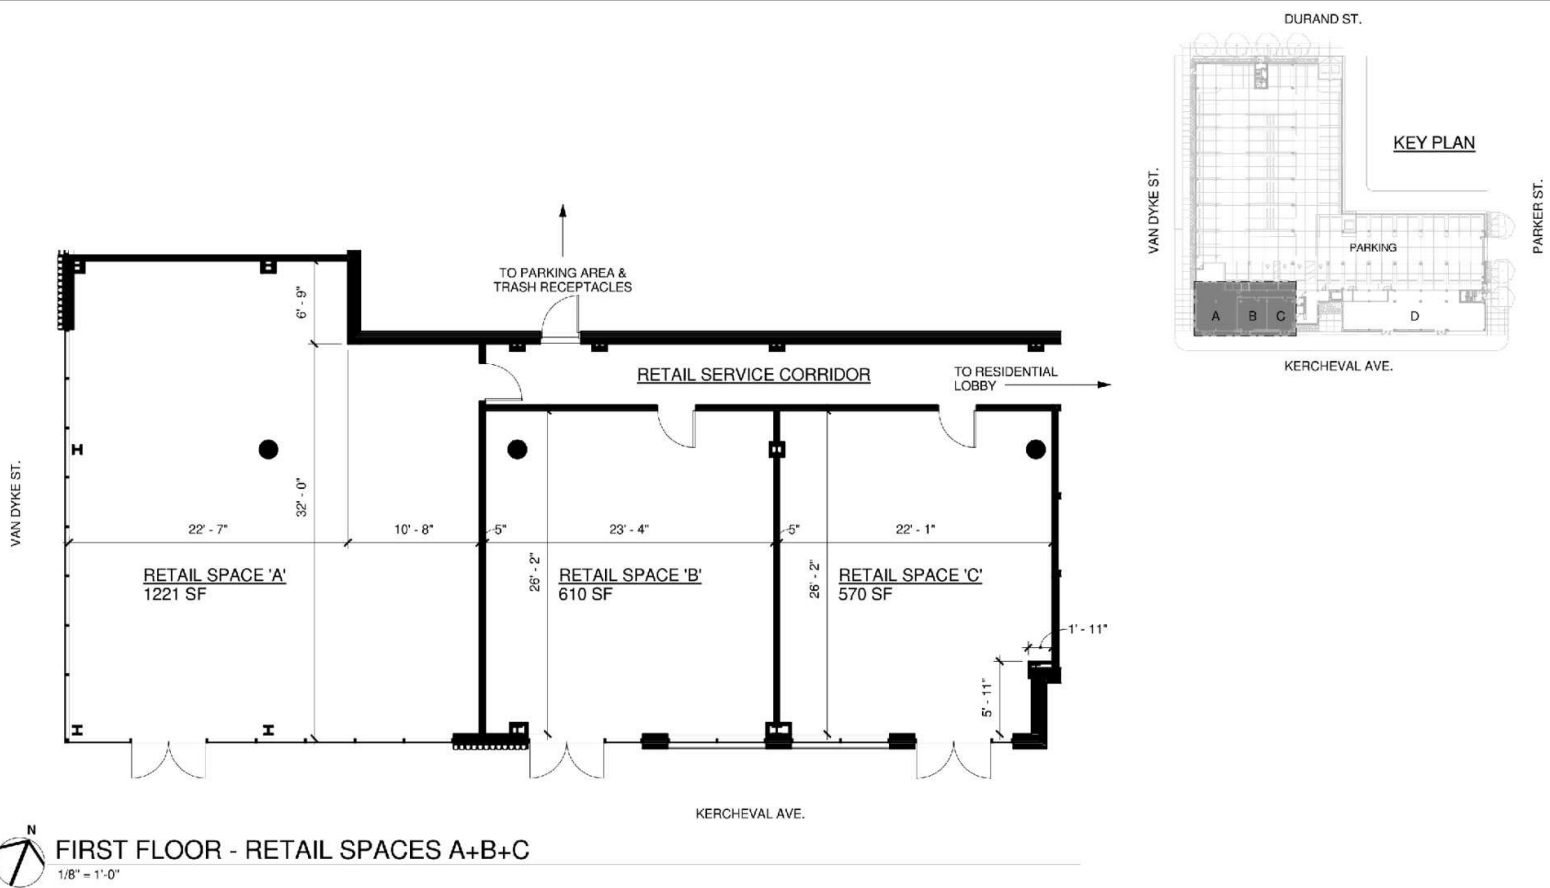 DURAND ST.
KEY PLAN
VAN DYKE ST.
PARKER ST.
PARKING
A
B
C
D
KERCHEVAL AVE.
TO PARKING AREA &
TRASH RECEPTACLES
6' - 9"
RETAIL SERVICE CORRIDOR
TO RESIDENTIAL
LOBBY
VAN DYKE ST.
32' - 0"
22' - 7"
10' - 8"
5"
23' - 4"
5"
22' - 1"
26' - 2"
26' - 2"
RETAIL SPACE 'A'
1221 SF
RETAIL SPACE 'B'
610 SF
RETAIL SPACE 'C'
570 SF
1' - 11"
5' - 11"
KERCHEVAL AVE.
N
FIRST FLOOR - RETAIL SPACES A+B+C
1/8" = 1'-0"